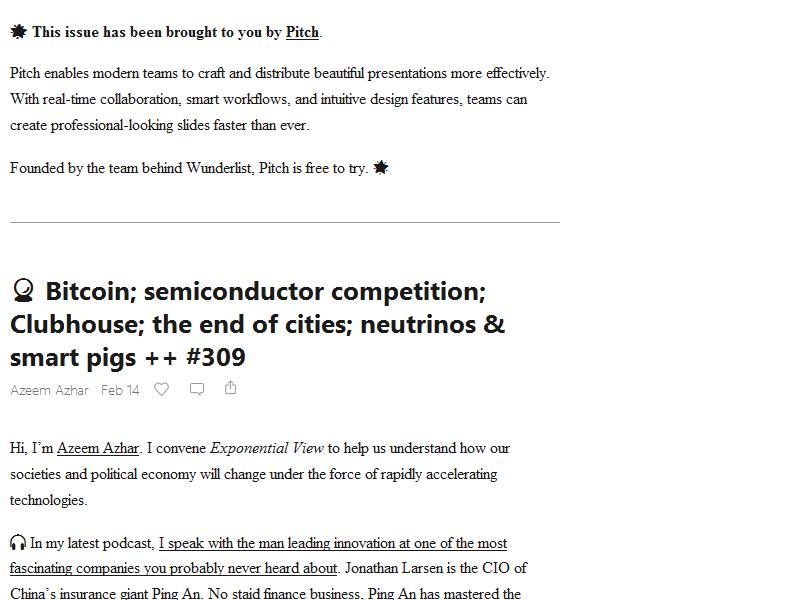 This issue has been brought to you by Pitch.
Pitch enables modern teams to craft and distribute beautiful presentations more effectively.
With real-time collaboration, smart workflows, and intuitive design features, teams can
create professional-looking slides faster than ever.
Founded by the team behind Wunderlist, Pitch is free to try.
🔮 Bitcoin; semiconductor competition;
Clubhouse; the end of cities; neutrinos &
smart pigs ++ #309
Azeem Azhar Feb 14
Hi, I’m Azeem Azhar. I convene Exponential View to help us understand how our
societies and political economy will change under the force of rapidly accelerating
technologies.
🎧 In my latest podcast, I speak with the man leading innovation at one of the most
fascinating companies you probably never heard about. Jonathan Larsen is the CIO of
China’s insurance giant Ping An. No staid finance business, Ping An has mastered the